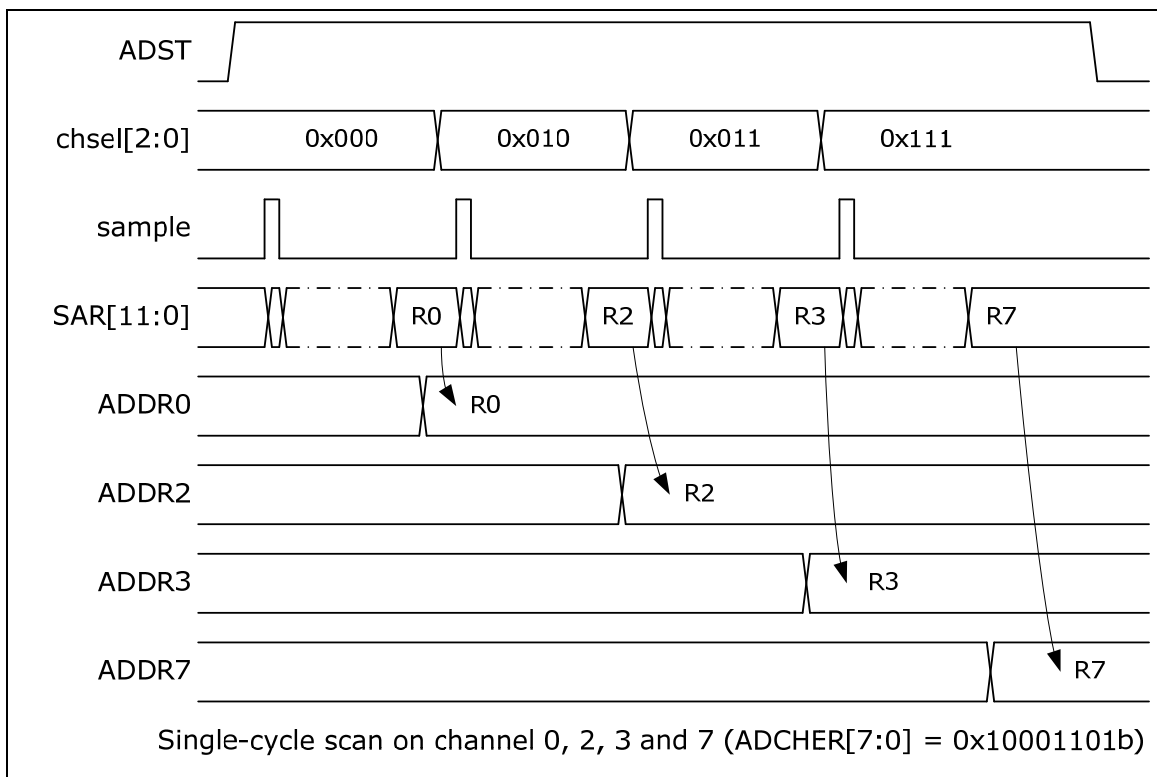 ADST
chsel[2:0] 0x000 0x010 0x011 0x111
sample
SAR[11:0] R0 R2 R3 R7
ADDR0 R0
ADDR2 R2
ADDR3 R3
ADDR7 R7
Single-cycle scan on channel 0, 2, 3 and 7 (ADCHER[7:0] = 0x10001101b)